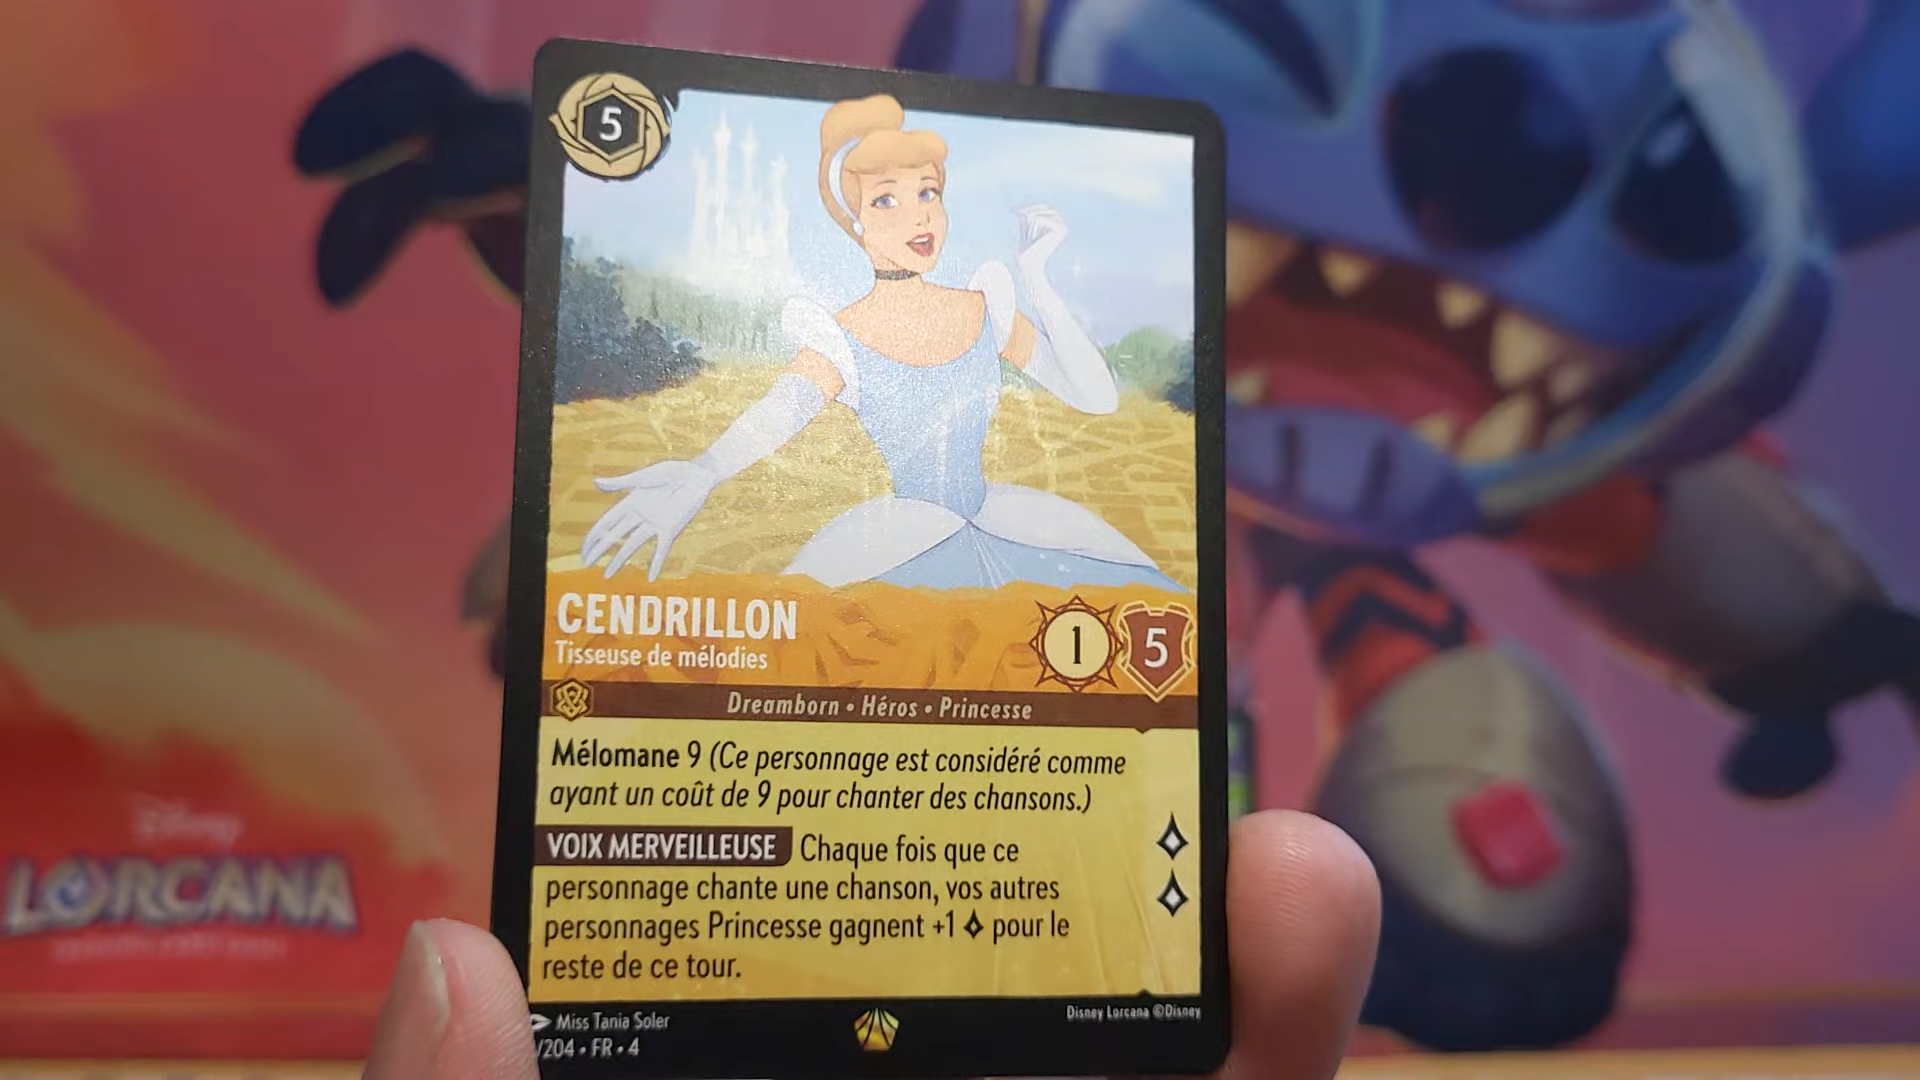 5
CENDRILLON
Tisseuse de mélodies
1 5
Dreamborn • Héros • Princesse
Mélomane 9 (Ce personnage est considéré comme
ayant un coût de 9 pour chanter des chansons.)
VOIX MERVEILLEUSE Chaque fois que ce
personnage chante une chanson, vos autres
personnages Princesse gagnent +1 pour le
reste de ce tour.
Miss Tania Soler
Disney Lorcana ©Disney
/204 • FR • 4
Disney
LORCANA